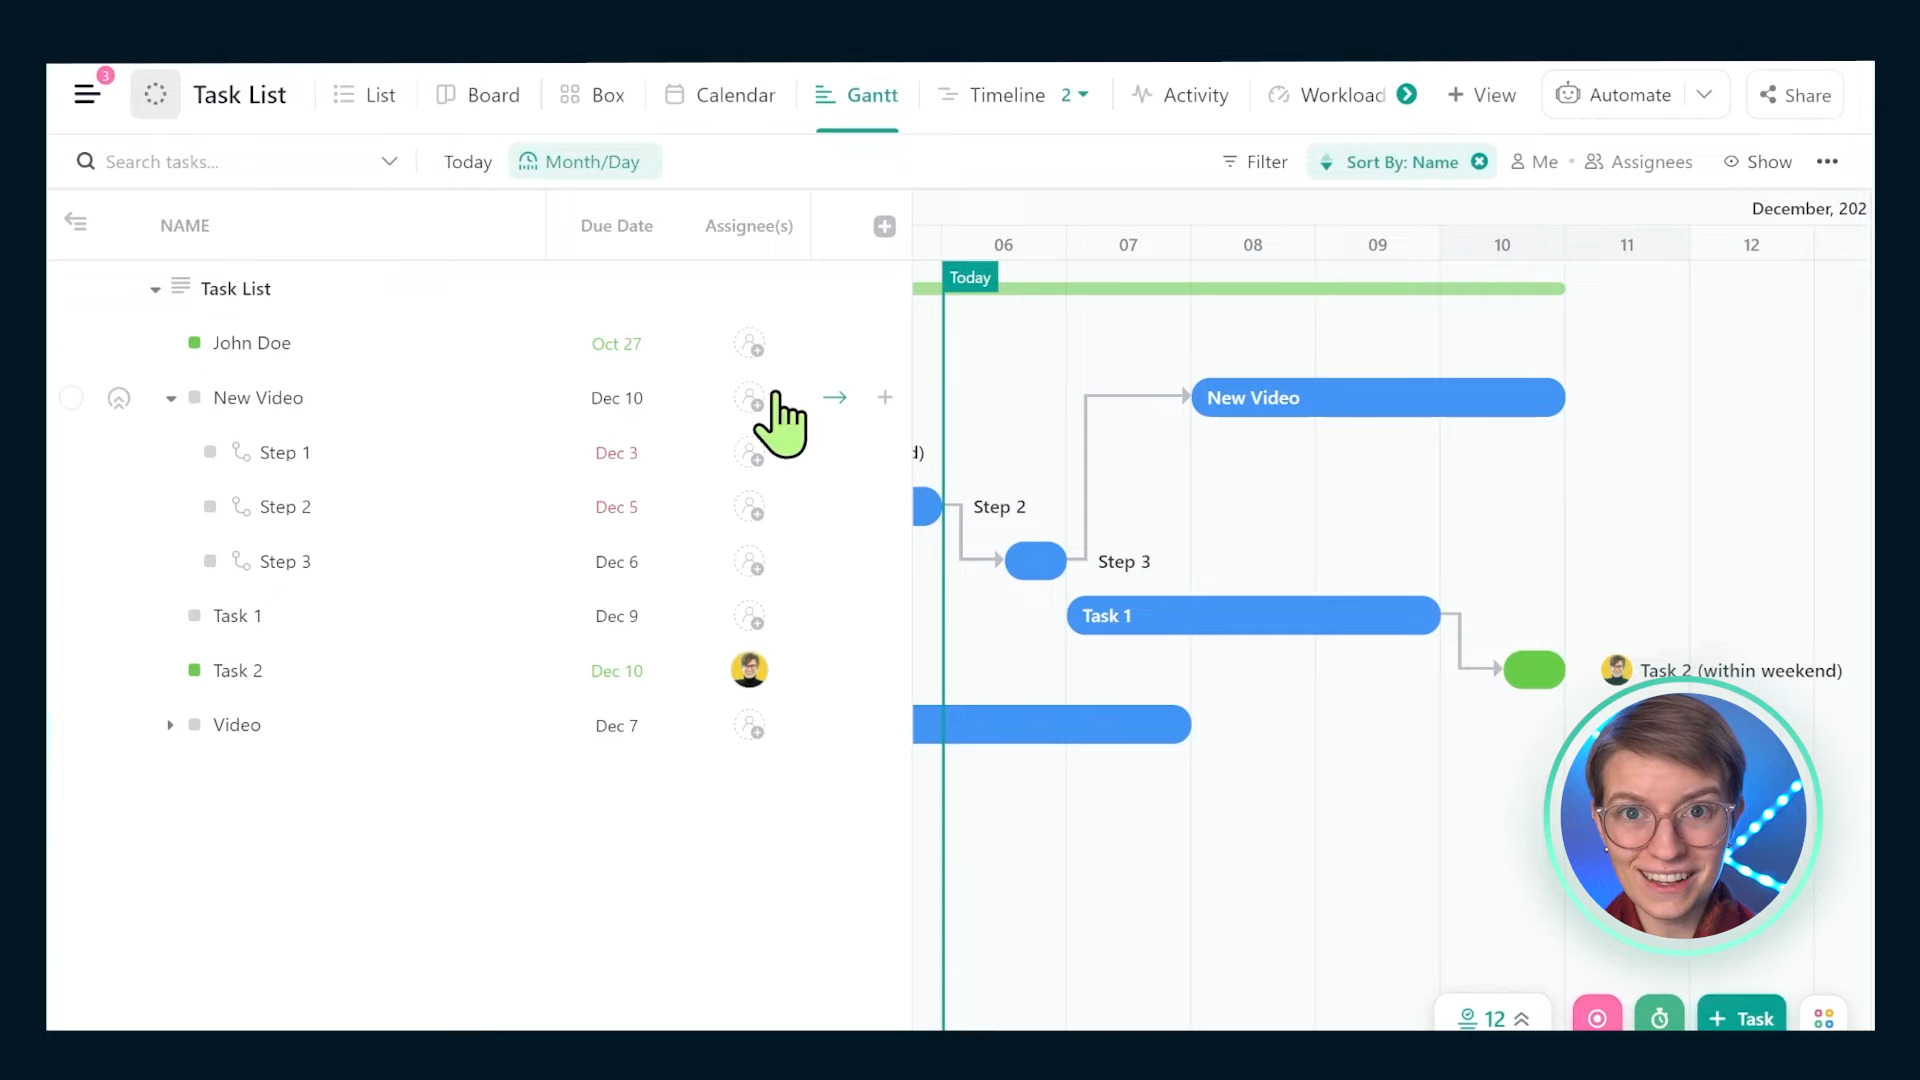 3
Task List
List
Board
Box
Calendar
Gantt
Timeline 2
Activity
Workload
+ View
Automate
Share
Search tasks...
Today
Month/Day
Filter
Sort By: Name
Me
Assignees
Show
NAME
Due Date
Assignee(s)
December, 202
06 07 08 09 10 11 12
Today
Task List
John Doe Oct 27
New Video Dec 10
New Video
Step 1 Dec 3
d)
Step 2 Dec 5
Step 2
Step 3 Dec 6
Step 3
Task 1 Dec 9
Task 1
Task 2 Dec 10
Task 2 (within weekend)
Video Dec 7
12
+ Task